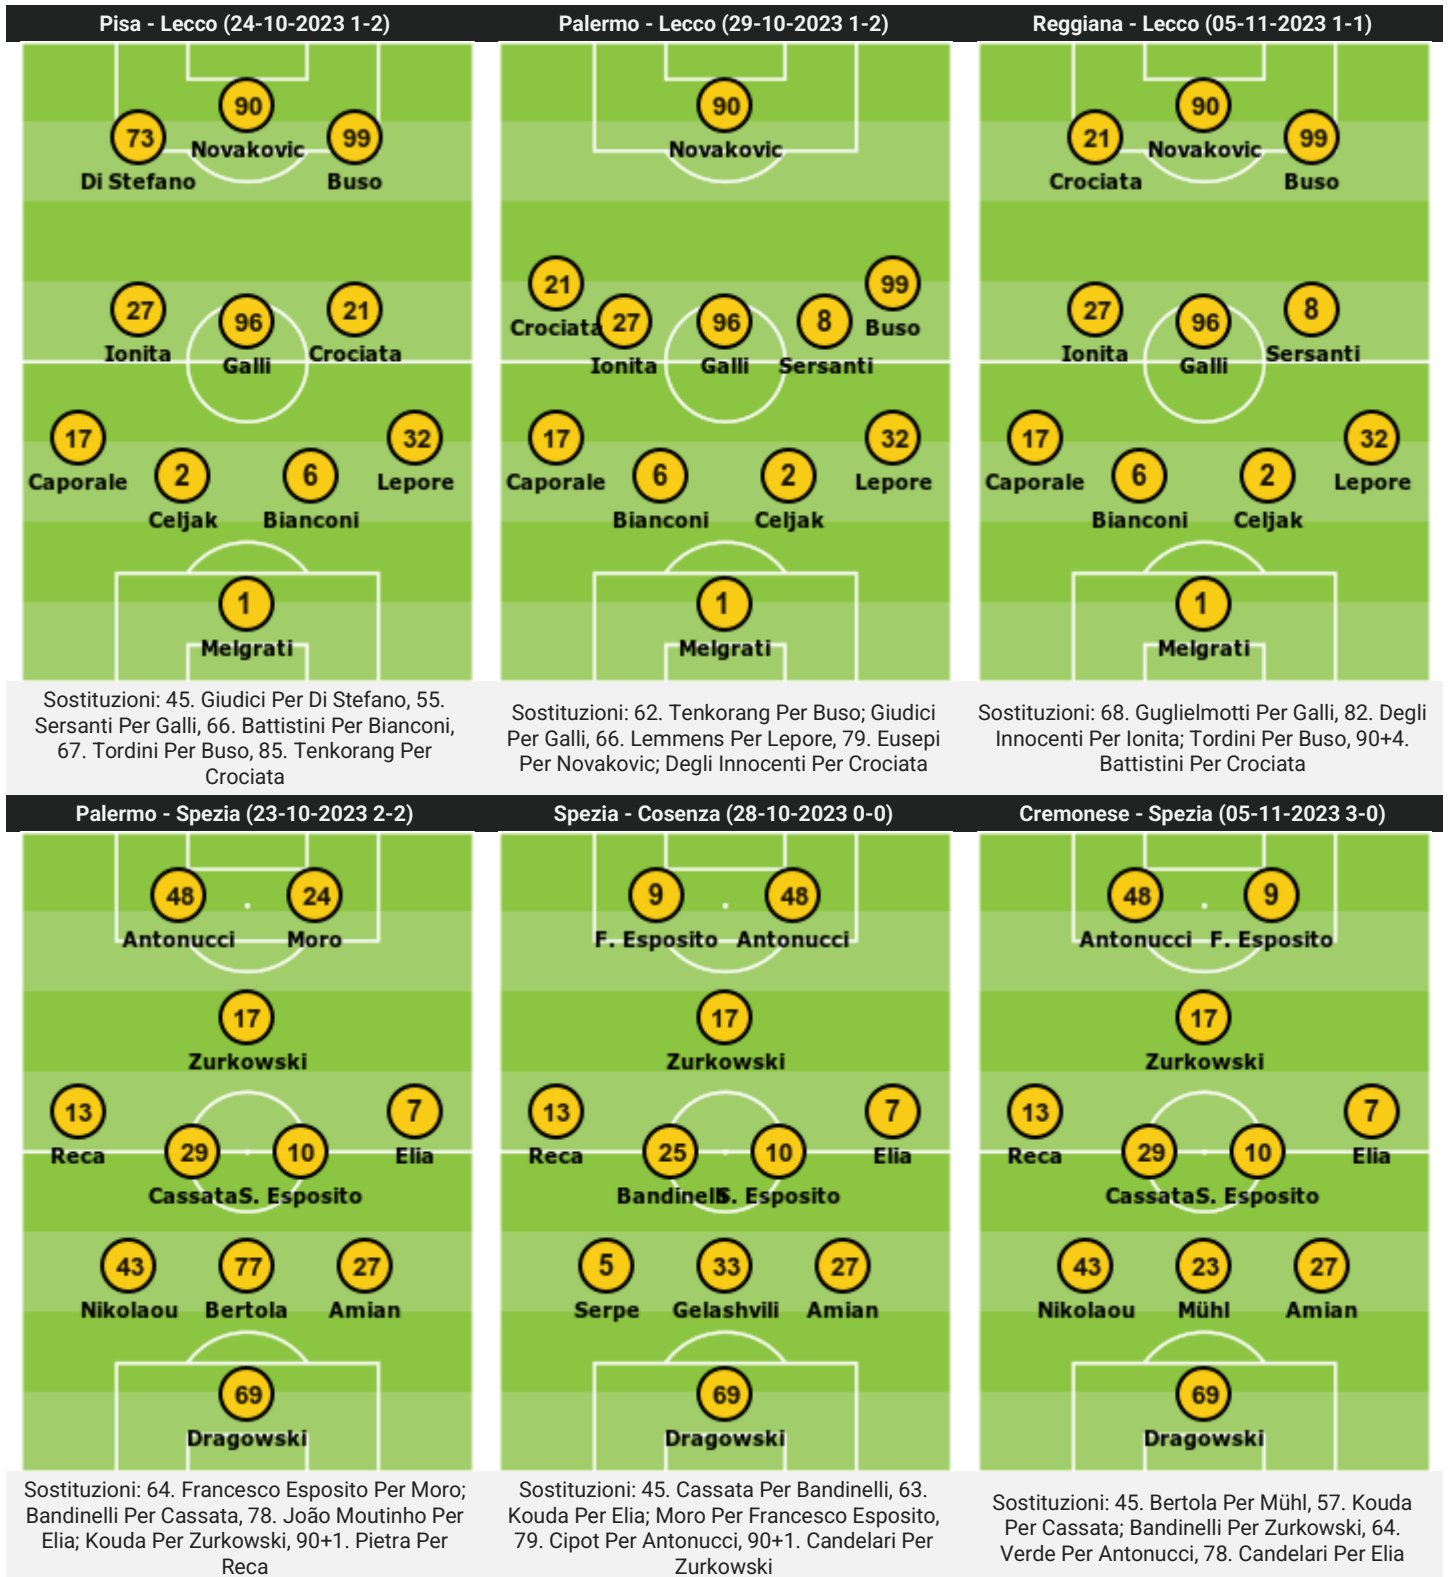 Pisa - Lecco (24-10-2023 1-2)
90
Novakovic
73
Di Stefano
99
Buso
27
Ionita
96
Galli
21
Crociata
17
Caporale
2
Celjak
6
Bianconi
32
Lepore
1
Melgrati
Sostituzioni: 45. Giudici Per Di Stefano, 55.
Sersanti Per Galli, 66. Battistini Per Bianconi,
67. Tordini Per Buso, 85. Tenkorang Per
Crociata
Palermo - Lecco (29-10-2023 1-2)
90
Novakovic
21
Crociata
27
Ionita
96
Galli
8
Sersanti
99
Buso
17
Caporale
6
Bianconi
2
Celjak
32
Lepore
1
Melgrati
Sostituzioni: 62. Tenkorang Per Buso; Giudici
Per Galli, 66. Lemmens Per Lepore, 79. Eusepi
Per Novakovic; Degli Innocenti Per Crociata
Reggiana - Lecco (05-11-2023 1-1)
90
Novakovic
21
Crociata
99
Buso
27
Ionita
96
Galli
8
Sersanti
17
Caporale
6
Bianconi
2
Celjak
32
Lepore
1
Melgrati
Sostituzioni: 68. Guglielmotti Per Galli, 82. Degli
Innocenti Per Ionita; Tordini Per Buso, 90+4.
Battistini Per Crociata
Palermo - Spezia (23-10-2023 2-2)
48
Antonucci
24
Moro
17
Zurkowski
13
Reca
29
Cassata
10
S. Esposito
7
Elia
43
Nikolaou
77
Bertola
27
Amian
69
Dragowski
Sostituzioni: 64. Francesco Esposito Per Moro;
Bandinelli Per Cassata, 78. João Moutinho Per
Elia; Kouda Per Zurkowski, 90+1. Pietra Per
Reca
Spezia - Cosenza (28-10-2023 0-0)
9
F. Esposito
48
Antonucci
17
Zurkowski
13
Reca
25
Bandinelli
10
S. Esposito
7
Elia
5
Serpe
33
Gelashvili
27
Amian
69
Dragowski
Sostituzioni: 45. Cassata Per Bandinelli, 63.
Kouda Per Elia; Moro Per Francesco Esposito,
79. Cipot Per Antonucci, 90+1. Candelari Per
Zurkowski
Cremonese - Spezia (05-11-2023 3-0)
48
Antonucci
9
F. Esposito
17
Zurkowski
13
Reca
29
Cassata
10
S. Esposito
7
Elia
43
Nikolaou
23
Mühl
27
Amian
69
Dragowski
Sostituzioni: 45. Bertola Per Mühl, 57. Kouda
Per Cassata; Bandinelli Per Zurkowski, 64.
Verde Per Antonucci, 78. Candelari Per Elia